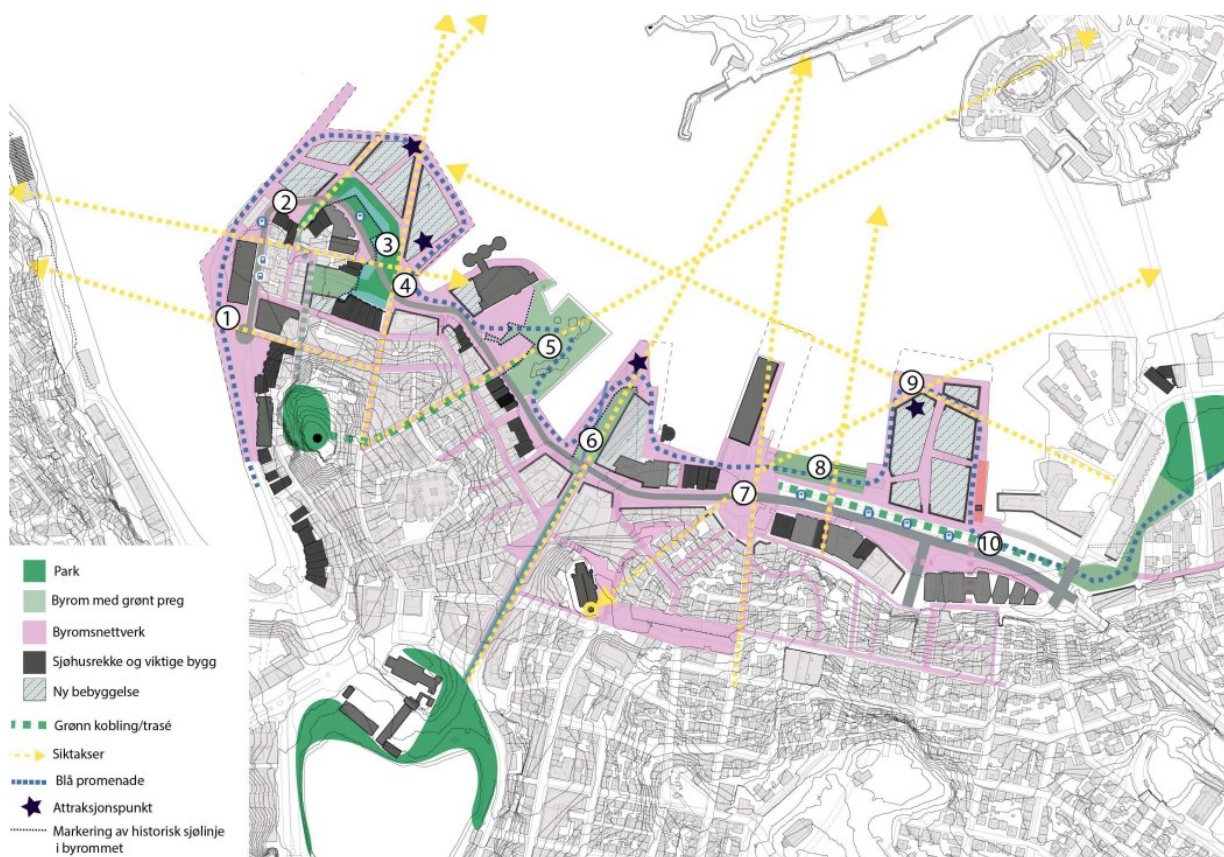 2
3
4
1
5
9
6
8
7
10
Park
Byrom med grønt preg
Byromsnettverk
Sjøhusrekke og viktige bygg
Ny bebyggelse
Grønn kobling/trasé
Siktakser
Blå promenade
Attraksjonspunkt
Markering av historisk sjølinje
i byrommet